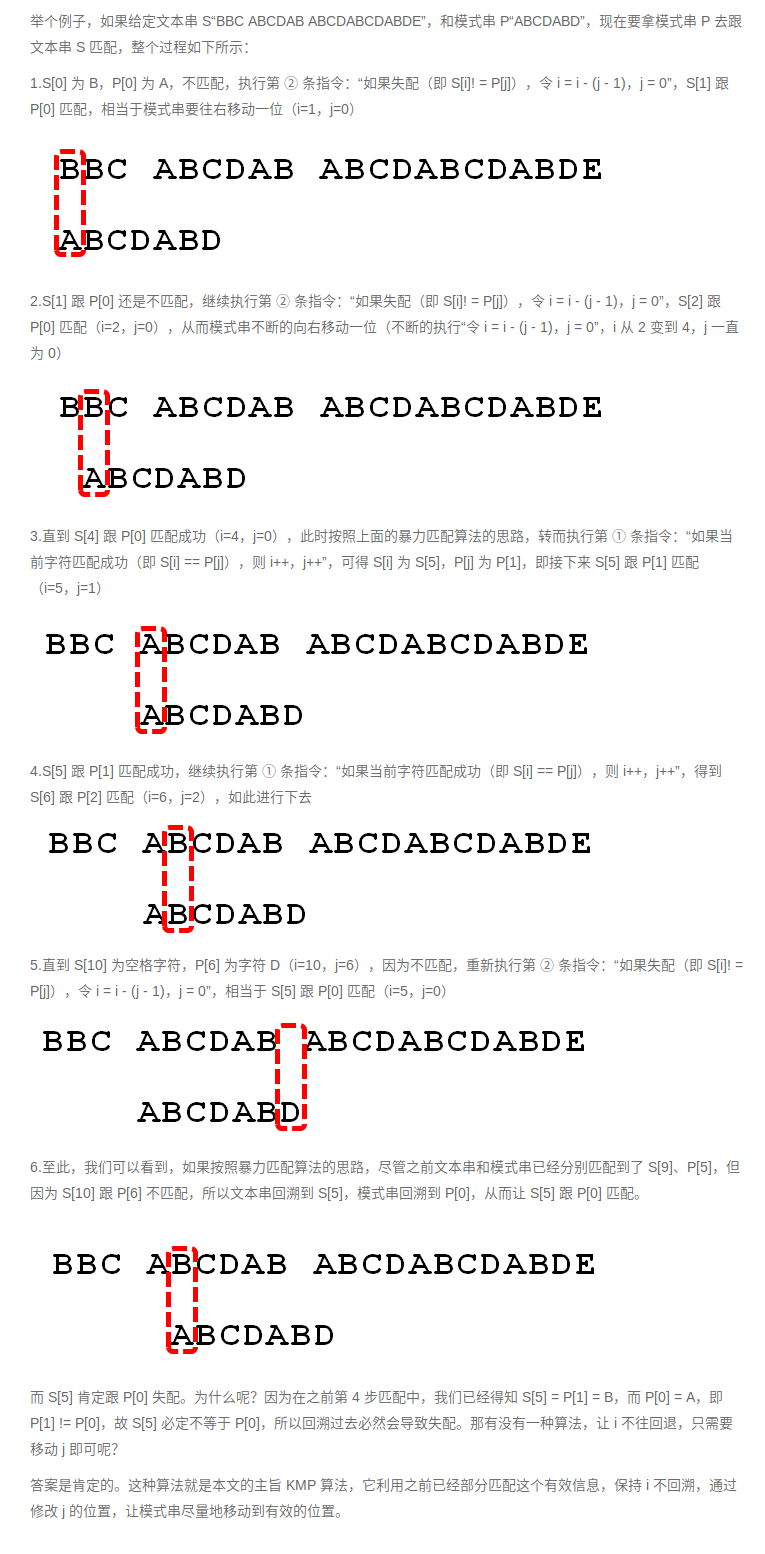 举个例子，如果给定文本串 S“BBC ABCDAB ABCDABCDABDE”，和模式串 P“ABCDABD”，现在要拿模式串 P 去跟
文本串 S 匹配，整个过程如下所示：
1.S[0] 为 B，P[0] 为 A，不匹配，执行第 ② 条指令：“如果失配（即 S[i]! = P[j]），令 i = i - (j - 1)，j = 0”，S[1] 跟
P[0] 匹配，相当于模式串要往右移动一位（i=1，j=0）
BBC ABCDAB ABCDABCDABDE
ABCDABD
2.S[1] 跟 P[0] 还是不匹配，继续执行第 ② 条指令：“如果失配（即 S[i]! = P[j]），令 i = i - (j - 1)，j = 0”，S[2] 跟
P[0] 匹配（i=2，j=0），从而模式串不断的向右移动一位（不断的执行“令 i = i - (j - 1)，j = 0”，i 从 2 变到 4，j 一直
为 0）
BBC ABCDAB ABCDABCDABDE
ABCDABD
3.直到 S[4] 跟 P[0] 匹配成功（i=4，j=0），此时按照上面的暴力匹配算法的思路，转而执行第 ① 条指令：“如果当
前字符匹配成功（即 S[i] == P[j]），则 i++，j++”，可得 S[i] 为 S[5]，P[j] 为 P[1]，即接下来 S[5] 跟 P[1] 匹配
（i=5，j=1）
BBC ABCDAB ABCDABCDABDE
ABCDABD
4.S[5] 跟 P[1] 匹配成功，继续执行第 ① 条指令：“如果当前字符匹配成功（即 S[i] == P[j]），则 i++，j++”，得到
S[6] 跟 P[2] 匹配（i=6，j=2），如此进行下去
BBC ABCDAB ABCDABCDABDE
ABCDABD
5.直到 S[10] 为空格字符，P[6] 为字符 D（i=10，j=6），因为不匹配，重新执行第 ② 条指令：“如果失配（即 S[i]! =
P[j]），令 i = i - (j - 1)，j = 0”，相当于 S[5] 跟 P[0] 匹配（i=5，j=0）
BBC ABCDAB ABCDABCDABDE
ABCDABD
6.至此，我们可以看到，如果按照暴力匹配算法的思路，尽管之前文本串和模式串已经分别匹配到了 S[9]、P[5]，但
因为 S[10] 跟 P[6] 不匹配，所以文本串回溯到 S[5]，模式串回溯到 P[0]，从而让 S[5] 跟 P[0] 匹配。
BBC ABCDAB ABCDABCDABDE
ABCDABD
而 S[5] 肯定跟 P[0] 失配。为什么呢？因为在之前第 4 步匹配中，我们已经得知 S[5] = P[1] = B，而 P[0] = A，即
P[1] != P[0]，故 S[5] 必定不等于 P[0]，所以回溯过去必然会导致失配。那有没有一种算法，让 i 不往回退，只需要
移动 j 即可呢？
答案是肯定的。这种算法就是本文的主旨 KMP 算法，它利用之前已经部分匹配这个有效信息，保持 i 不回溯，通过
修改 j 的位置，让模式串尽量地移动到有效的位置。